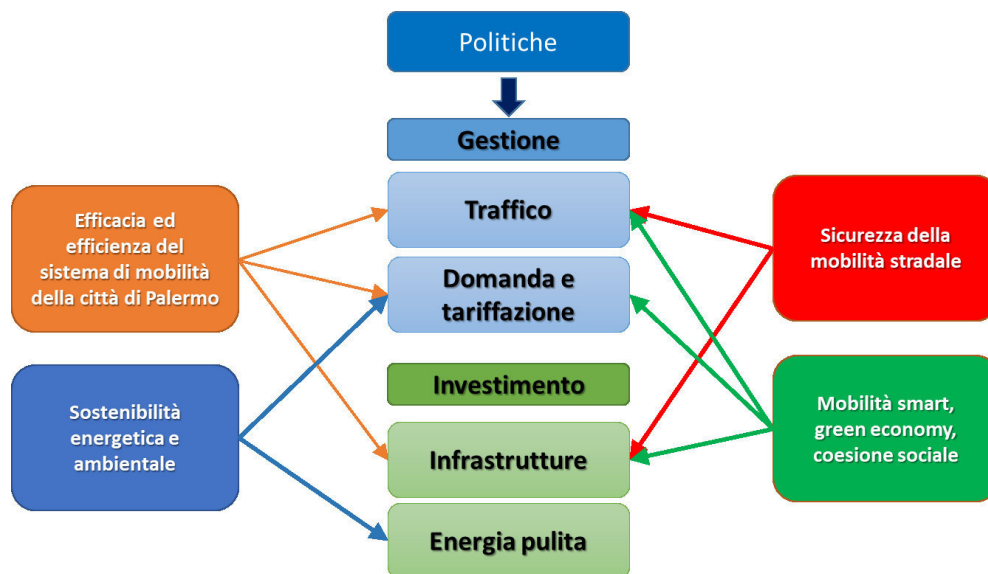 Politiche
Gestione
Traffico
Domanda e
tariffazione
Investimento
Infrastrutture
Energia pulita
Efficacia ed
efficienza del
sistema di mobilità
della città di Palermo
Sostenibilità
energetica e
ambientale
Sicurezza della
mobilità stradale
Mobilità smart,
green economy,
coesione sociale